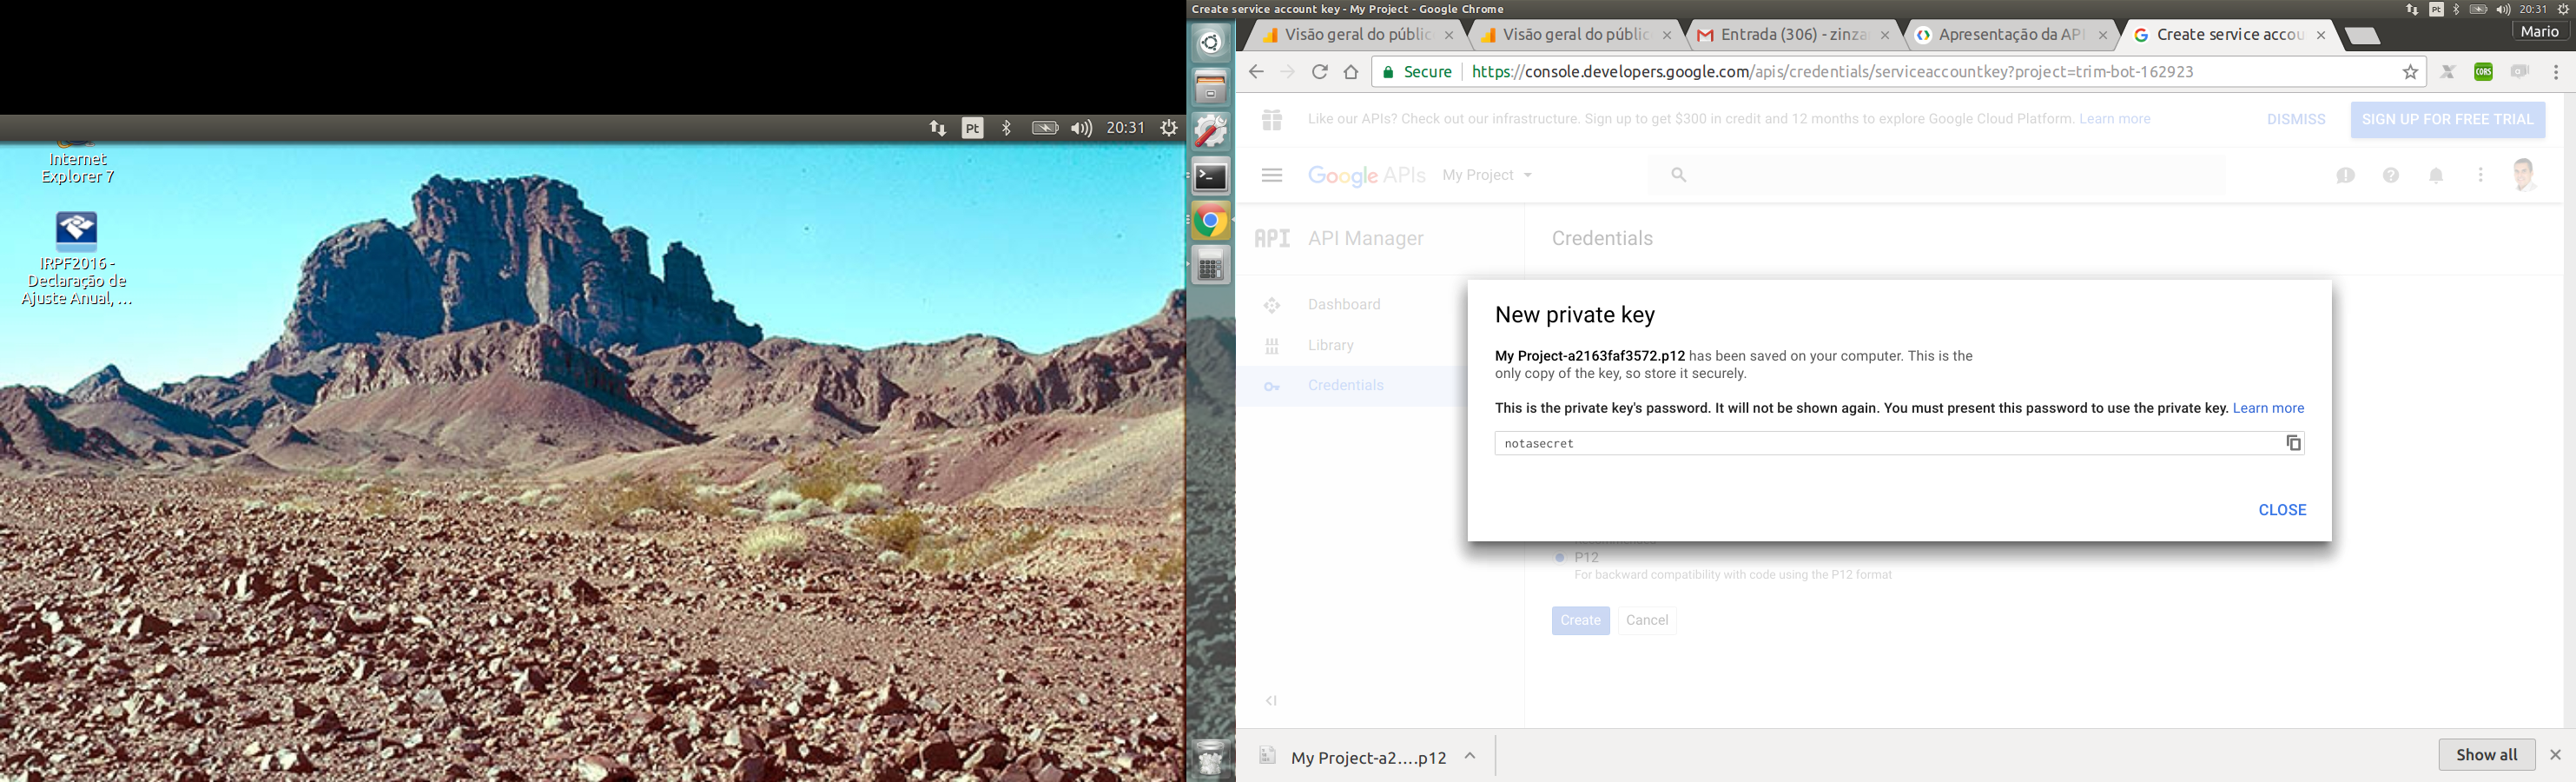 Pt
20:31
Internet
Explorer 7
IRPF2016 -
Declaração de
Ajuste Anual, ...
Create service account key - My Project - Google Chrome
Pt
20:31
Visão geral do públic
Visão geral do públic
Entrada (306) - zinza
Apresentação da API
Create service accou
Mario
Secure
https://console.developers.google.com/apis/credentials/serviceaccountkey?project=trim-bot-162923
CORS
Like our APIs? Check out our infrastructure. Sign up to get $300 in credit and 12 months to explore Google Cloud Platform. Learn more
DISMISS
SIGN UP FOR FREE TRIAL
Google APIs
My Project
API
API Manager
Credentials
Dashboard
Library
Credentials
New private key
My Project-a2163faf3572.p12 has been saved on your computer. This is the
only copy of the key, so store it securely.
This is the private key's password. It will not be shown again. You must present this password to use the private key. Learn more
notasecret
CLOSE
P12
For backward compatibility with code using the P12 format
Create
Cancel
My Project-a2....p12
Show all